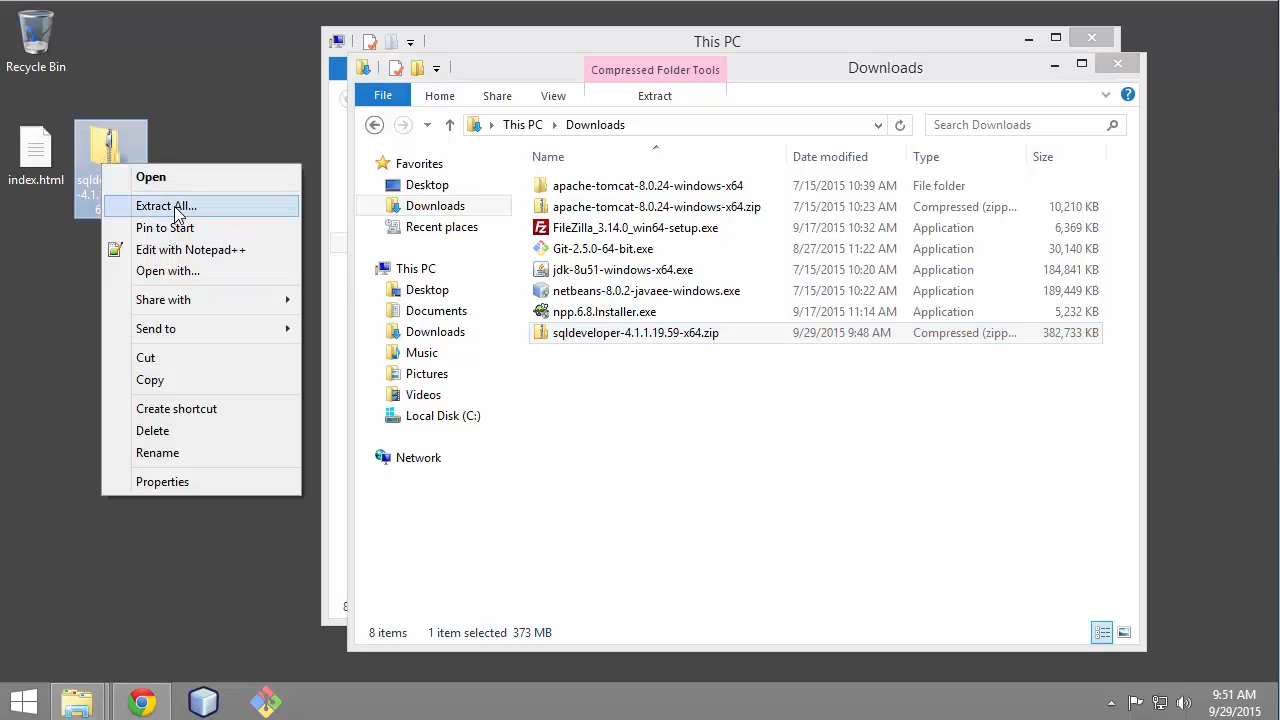 Recycle Bin
index.html
sqld
-4.1.
6
Open
Extract All...
Pin to Start
Edit with Notepad++
Open with...
Share with
Send to
Cut
Copy
Create shortcut
Delete
Rename
Properties
This PC
Compressed Folder Tools
Downloads
File
Home
Share
View
Extract
This PC
Downloads
Search Downloads
Name
Date modified
Type
Size
Favorites
Desktop
Downloads
Recent places
This PC
Desktop
Documents
Downloads
Music
Pictures
Videos
Local Disk (C:)
Network
apache-tomcat-8.0.24-windows-x64 7/15/2015 10:39 AM File folder
apache-tomcat-8.0.24-windows-x64.zip 7/15/2015 10:23 AM Compressed (zipp... 10,210 KB
FileZilla_3.14.0_win64-setup.exe 9/17/2015 10:32 AM Application 6,369 KB
Git-2.5.0-64-bit.exe 8/27/2015 11:22 AM Application 30,140 KB
jdk-8u51-windows-x64.exe 7/15/2015 10:20 AM Application 184,841 KB
netbeans-8.0.2-javaee-windows.exe 7/15/2015 10:22 AM Application 189,449 KB
npp.6.8.Installer.exe 9/17/2015 11:14 AM Application 5,232 KB
sqldeveloper-4.1.1.19.59-x64.zip 9/29/2015 9:48 AM Compressed (zipp... 382,733 KB
8
8 items 1 item selected 373 MB
9:51 AM
9/29/2015